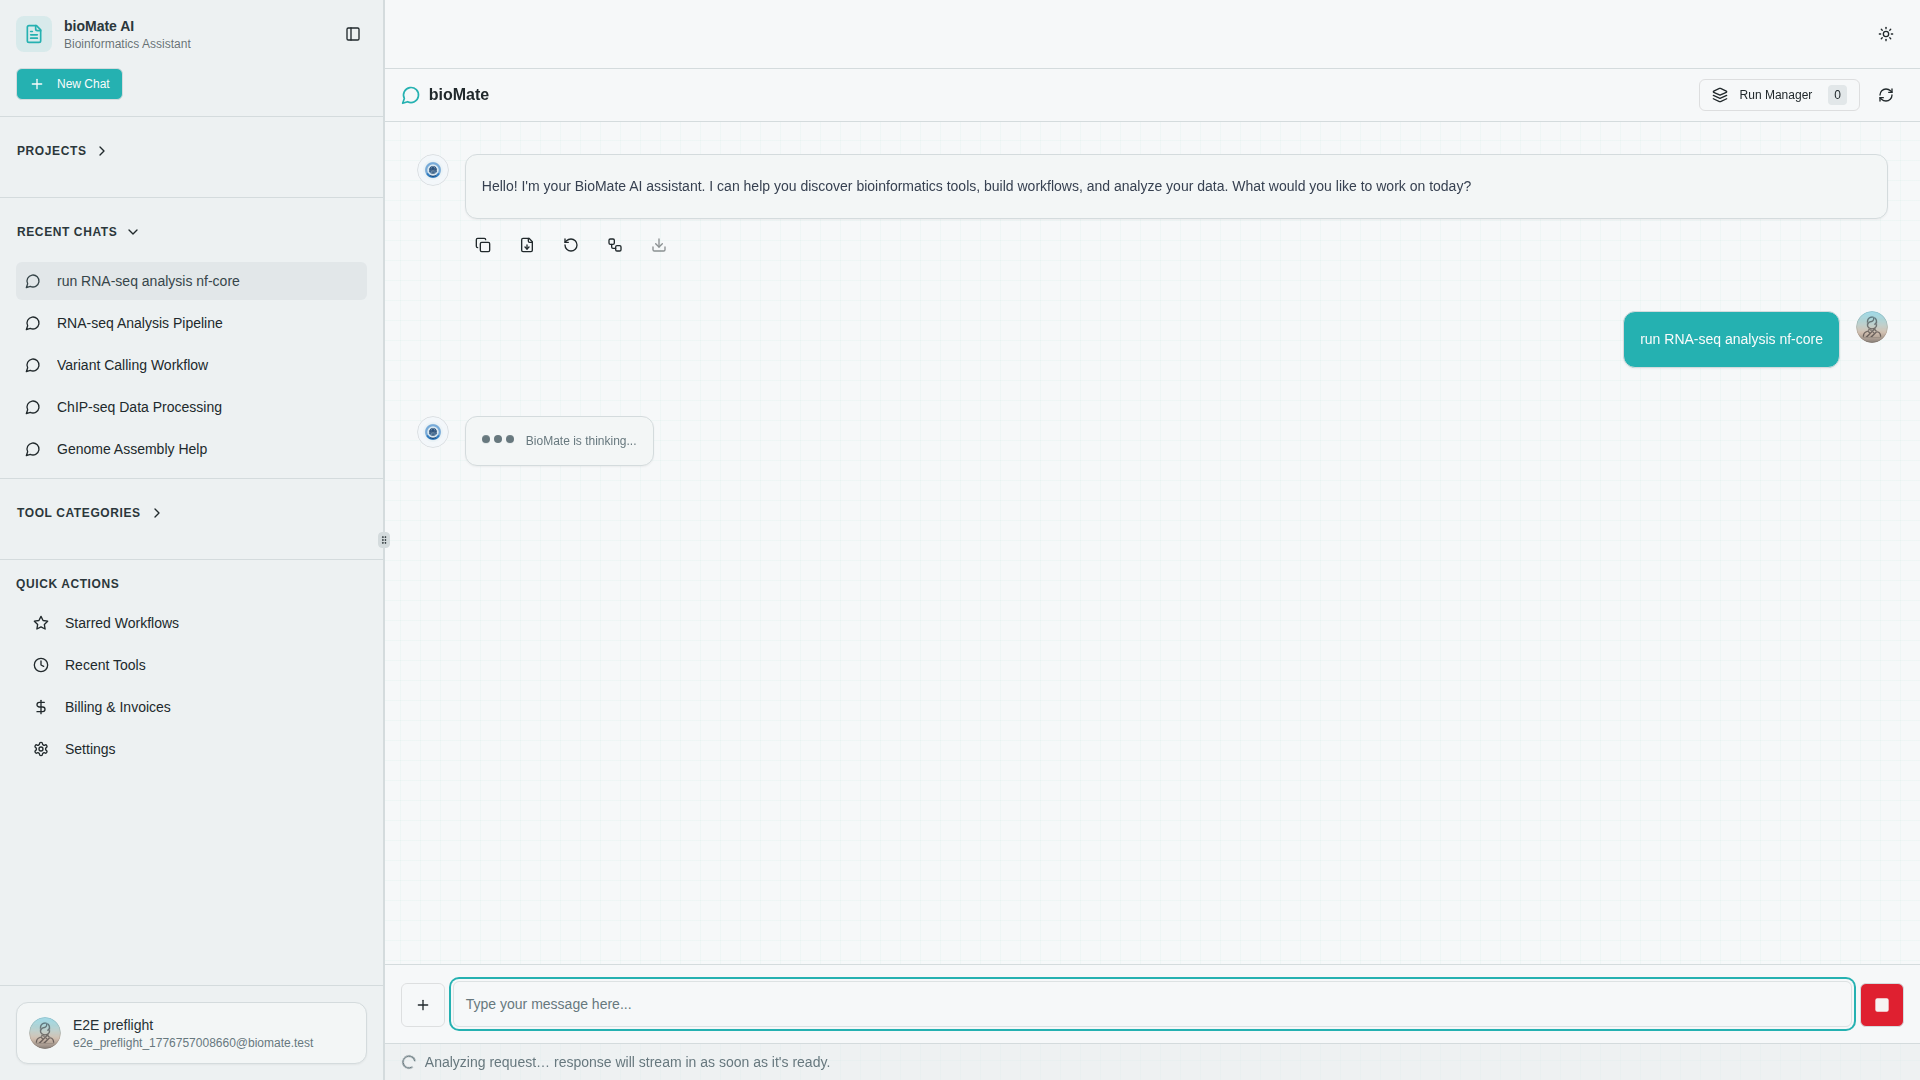 bioMate AI
Bioinformatics Assistant
New Chat
PROJECTS
RECENT CHATS
run RNA-seq analysis nf-core
RNA-seq Analysis Pipeline
Variant Calling Workflow
ChIP-seq Data Processing
Genome Assembly Help
TOOL CATEGORIES
QUICK ACTIONS
Starred Workflows
Recent Tools
Billing & Invoices
Settings
E2E preflight
e2e_preflight_1776757008660@biomate.test
bioMate
Run Manager 0
Hello! I'm your BioMate AI assistant. I can help you discover bioinformatics tools, build workflows, and analyze your data. What would you like to work on today?
run RNA-seq analysis nf-core
BioMate is thinking...
Type your message here...
Analyzing request… response will stream in as soon as it's ready.